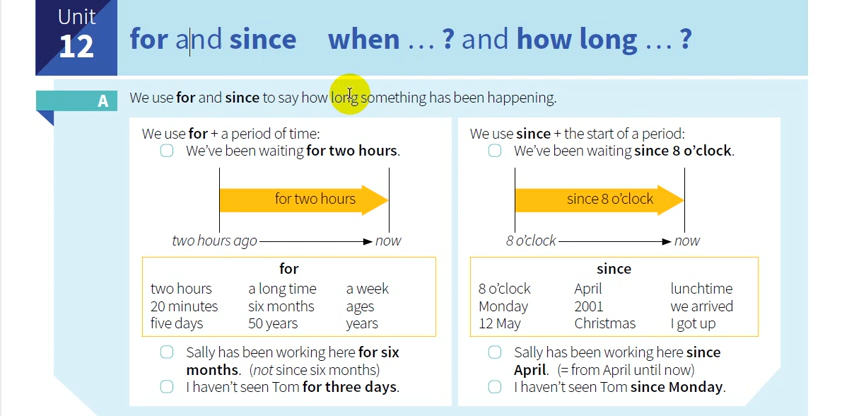 Unit
12
for and since when … ? and how long … ?
A
We use for and since to say how long something has been happening.
We use for + a period of time:
We've been waiting for two hours.
for two hours
two hours ago
now
for
two hours a long time a week
20 minutes six months ages
five days 50 years years
Sally has been working here for six
months. (not since six months)
I haven't seen Tom for three days.
We use since + the start of a period:
We've been waiting since 8 o'clock.
since 8 o'clock
8 o'clock
now
since
8 o'clock April lunchtime
Monday 2001 we arrived
12 May Christmas I got up
Sally has been working here since
April. (= from April until now)
I haven't seen Tom since Monday.